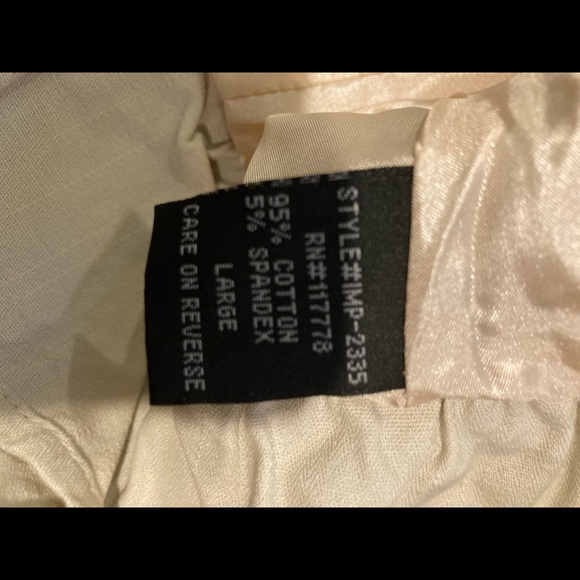 STYLE#IMP-2335
RN#117778
95% COTTON
5% SPANDEX
LARGE
CARE ON REVERSE